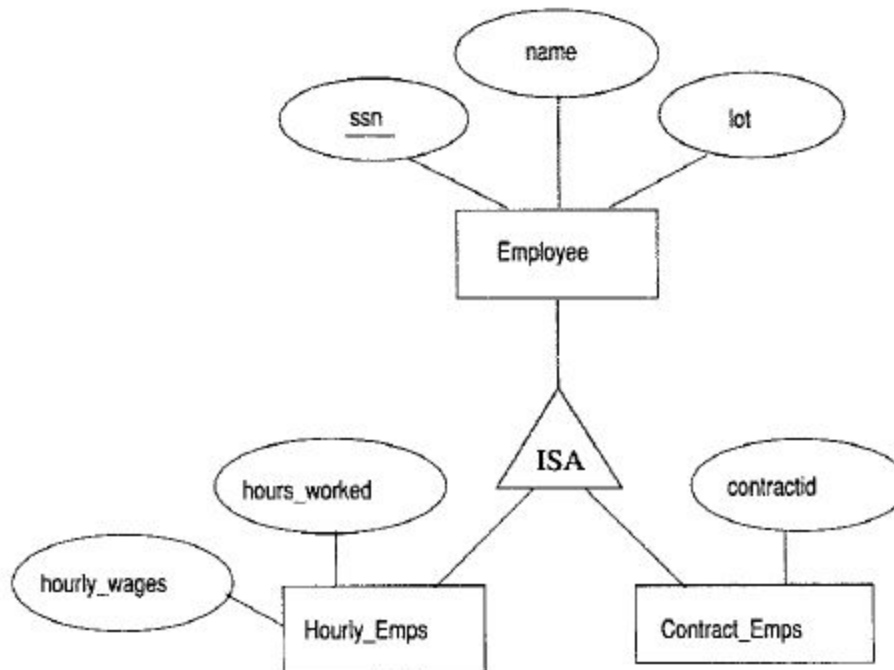 name
ssn
lot
Employee
ISA
hours_worked
contractid
hourly_wages
Hourly_Emps
Contract_Emps